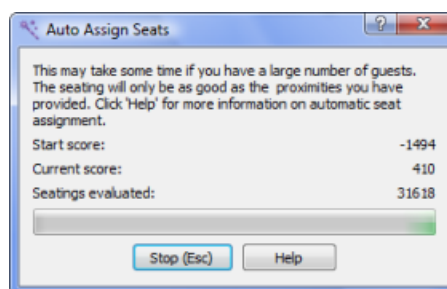 Auto Assign Seats
This may take some time if you have a large number of guests.
The seating will only be as good as the proximities you have
provided. Click 'Help' for more information on automatic seat
assignment.
Start score: -1494
Current score: 410
Seatings evaluated: 31618
Stop (Esc) Help